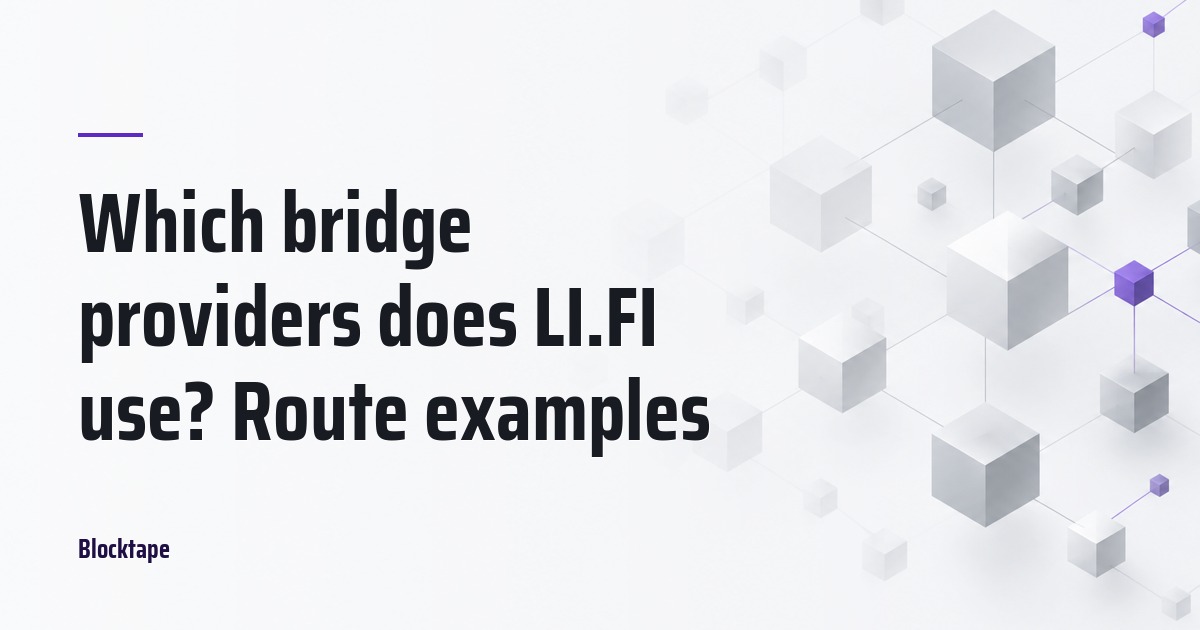 Which bridge
providers does LI.FI
use? Route examples
Blocktape